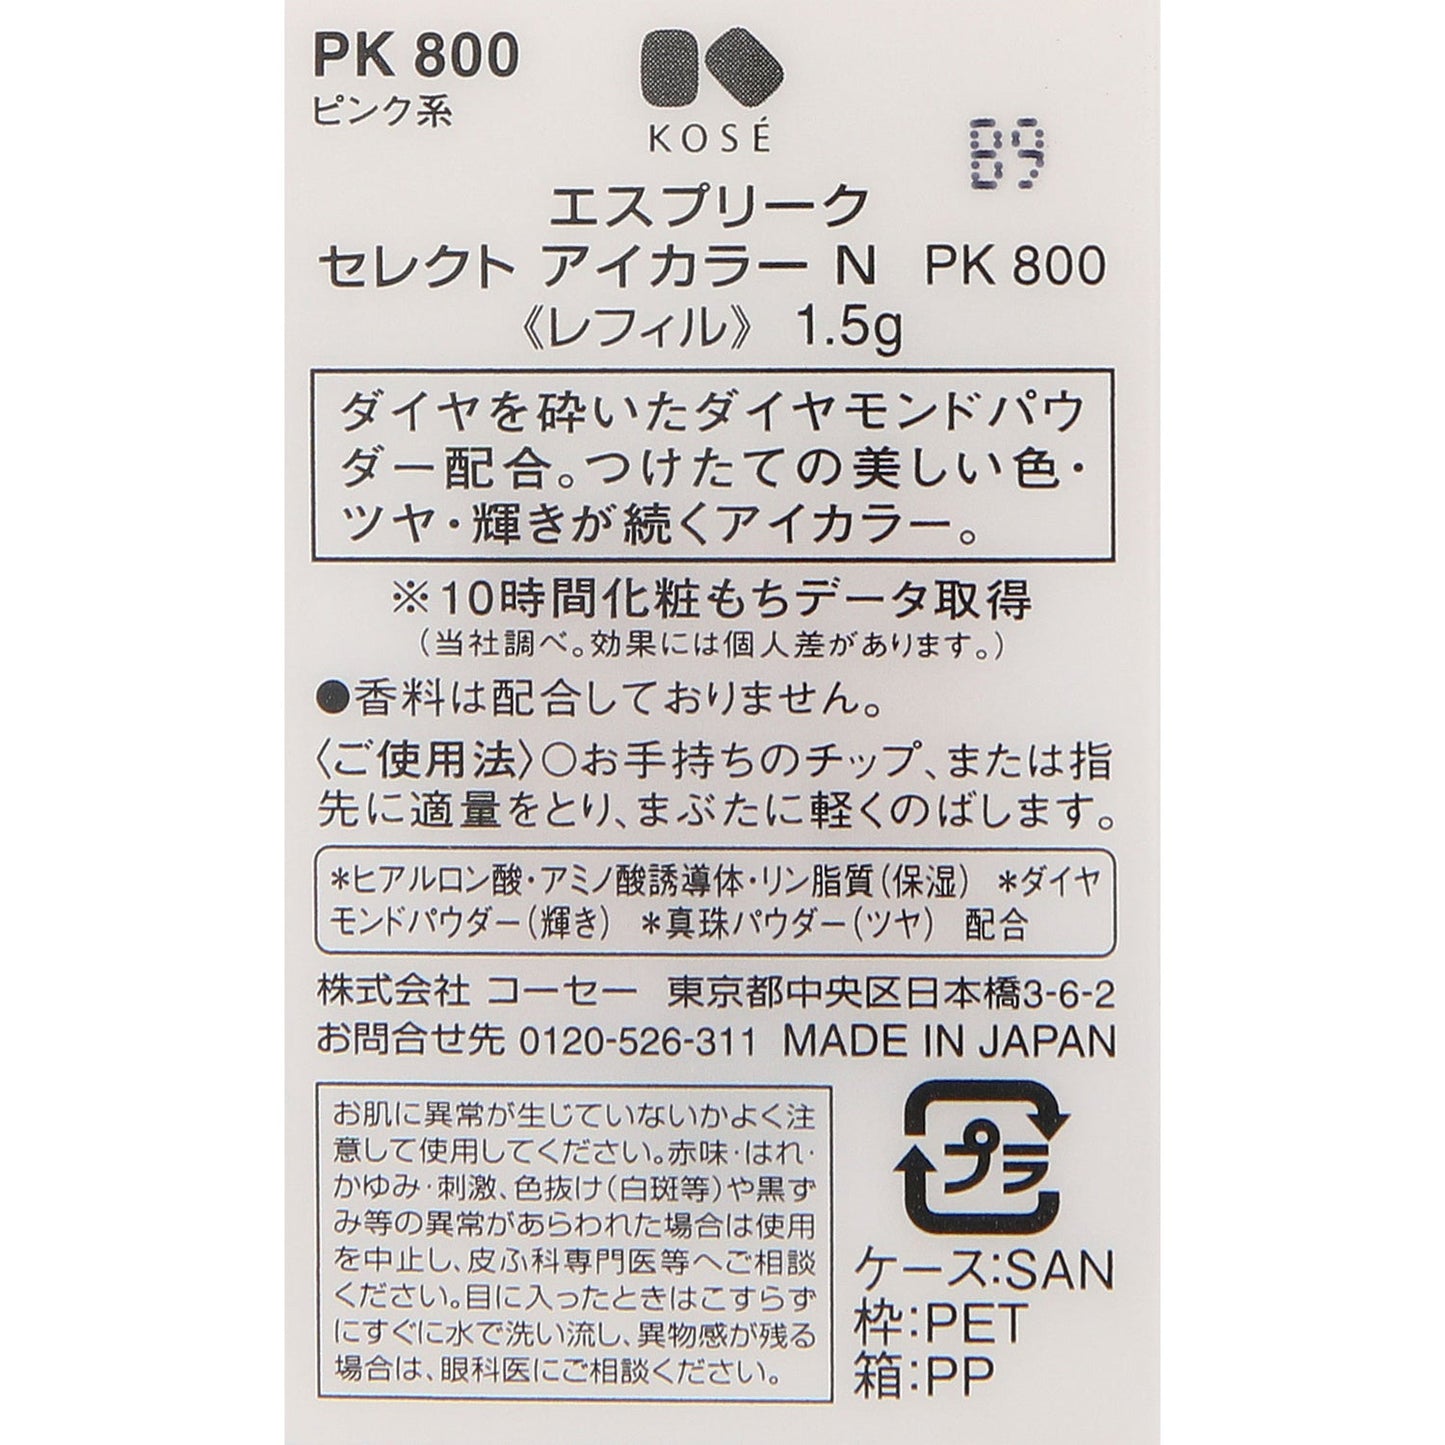 PK 800
ピンク系
KOSÉ
B9
エスプリーク
セレクト アイカラー N PK 800
《レフィル》 1.5g
ダイヤを砕いたダイヤモンドパウ
ダー配合。つけたての美しい色・
ツヤ・輝きが続くアイカラー。
※10時間化粧もちデータ取得
(当社調べ。効果には個人差があります。)
●香料は配合しておりません。
〈ご使用法〉○お手持ちのチップ、または指
先に適量をとり、まぶたに軽くのばします。
*ヒアルロン酸・アミノ酸誘導体・リン脂質(保湿) *ダイヤ
モンドパウダー(輝き) *真珠パウダー(ツヤ) 配合
株式会社 コーセー 東京都中央区日本橋3-6-2
お問合せ先 0120-526-311 MADE IN JAPAN
お肌に異常が生じていないかよく注
意して使用してください。赤味・はれ・
かゆみ・刺激、色抜け(白斑等)や黒ず
み等の異常があらわれた場合は使用
を中止し、皮ふ科専門医等へご相談
ください。目に入ったときはこすらず
にすぐに水で洗い流し、異物感が残る
場合は、眼科医にご相談ください。
プラ
ケース:SAN
枠:PET
箱:PP